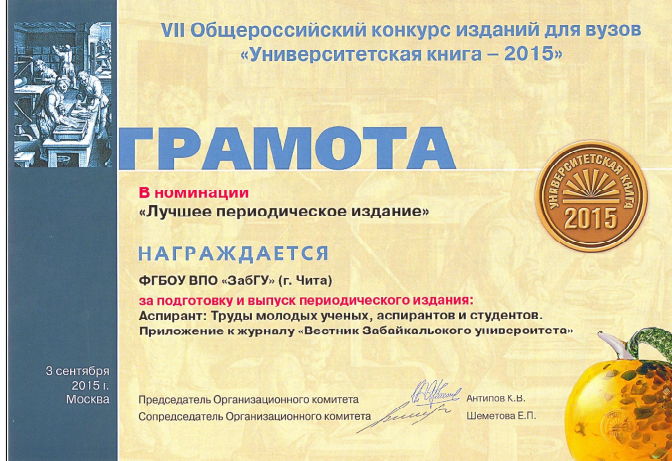 VII Общероссийский конкурс изданий для вузов
«Университетская книга – 2015»
ГРАМОТА
В номинации
«Лучшее периодическое издание»
УНИВЕРСИТЕТСКАЯ КНИГА
2015
НАГРАЖДАЕТСЯ
ФГБОУ ВПО «ЗабГУ» (г. Чита)
за подготовку и выпуск периодического издания:
Аспирант: Труды молодых ученых, аспирантов и студентов.
Приложение к журналу «Вестник Забайкальского университета»
3 сентября
2015 г.
Москва
Председатель Организационного комитета Антипов К.В.
Сопредседатель Организационного комитета Шеметова Е.П.